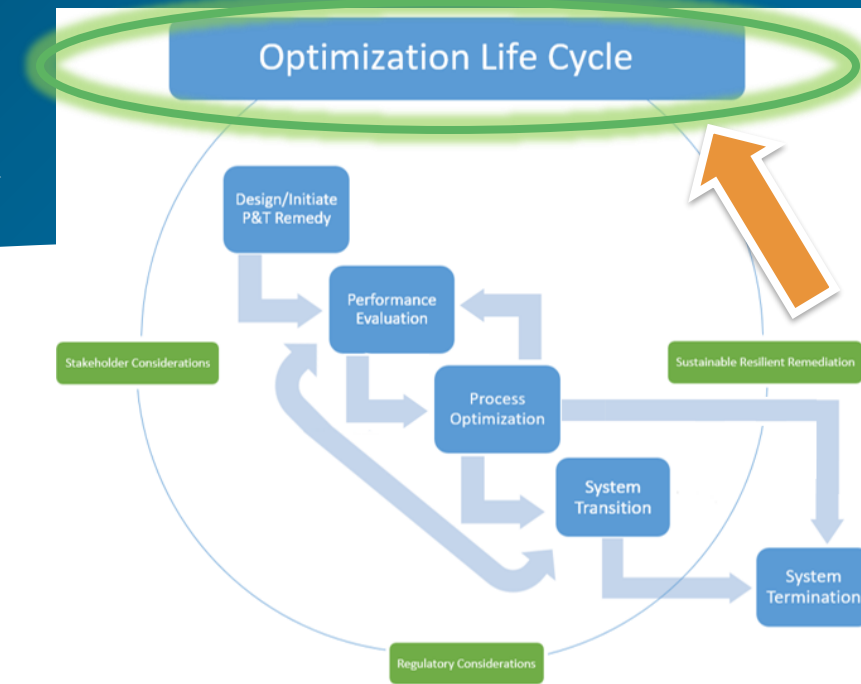 Optimization Life Cycle
Design/Initiate
P&T Remedy
Performance
Evaluation
Stakeholder Considerations
Sustainable Resilient Remediation
Process
Optimization
System
Transition
System
Termination
Regulatory Considerations